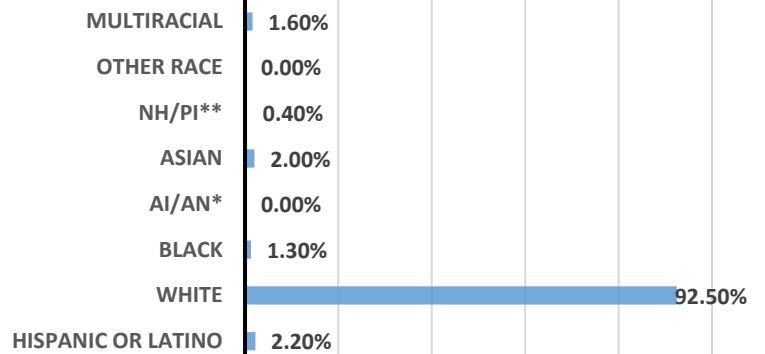 MULTIRACIAL 1.60%
OTHER RACE 0.00%
NH/PI** 0.40%
ASIAN 2.00%
AI/AN* 0.00%
BLACK 1.30%
WHITE 92.50%
HISPANIC OR LATINO 2.20%